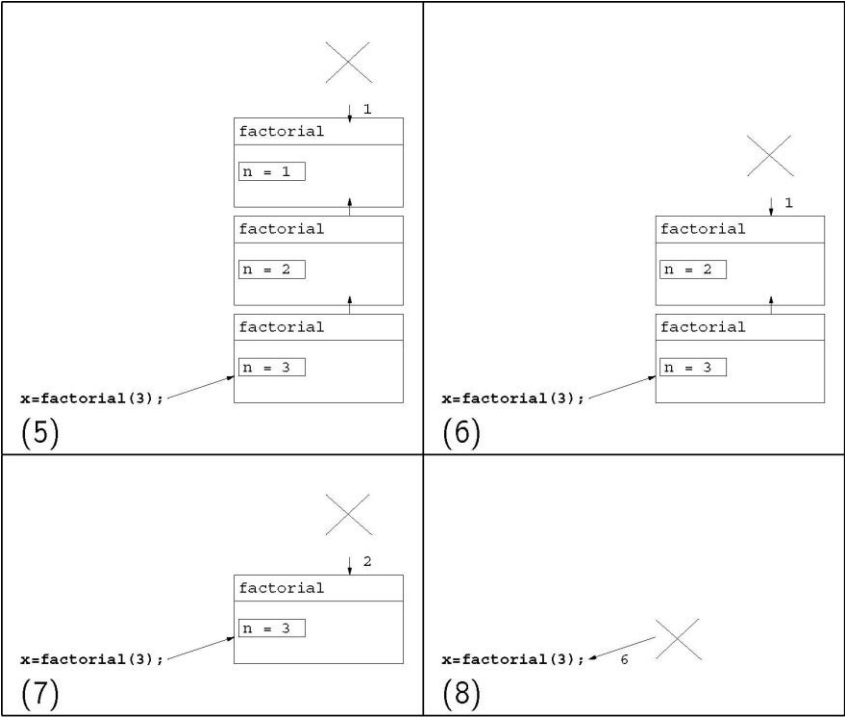 1
factorial
n = 1
factorial
n = 2
factorial
n = 3
x=factorial(3);
(5)
1
factorial
n = 2
factorial
n = 3
x=factorial(3);
(6)
2
factorial
n = 3
x=factorial(3);
(7)
x=factorial(3);
6
(8)